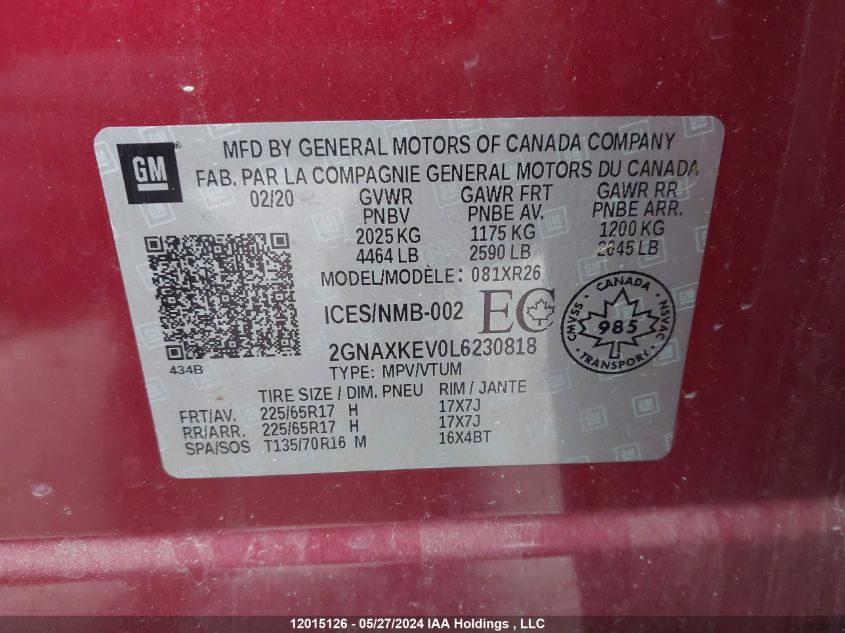 GM
MFD BY GENERAL MOTORS OF CANADA COMPANY
FAB. PAR LA COMPAGNIE GENERAL MOTORS DU CANADA
02/20 GVWR GAWR FRT GAWR RR
PNBV PNBE AV. PNBE ARR.
2025 KG 1175 KG 1200 KG
4464 LB 2590 LB 2645 LB
MODEL/MODÈLE: 081XR26
ICES/NMB-002 EC
CANADA
CMVSS 985 NSVAC
TRANSPORT
2GNAXKEV0L6230818
434B TYPE: MPV/VTUM
TIRE SIZE / DIM. PNEU RIM / JANTE
FRT/AV. 225/65R17 H 17X7J
RR/ARR. 225/65R17 H 17X7J
SPA/SOS T135/70R16 M 16X4BT
12015126 - 05/27/2024 IAA Holdings , LLC